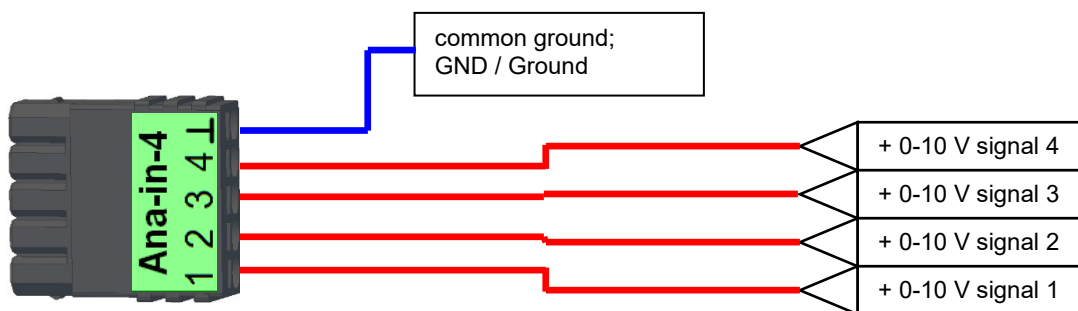 common ground;
GND / Ground
Ana-in-4
1 2 3 4 ⊥
+ 0-10 V signal 4
+ 0-10 V signal 3
+ 0-10 V signal 2
+ 0-10 V signal 1